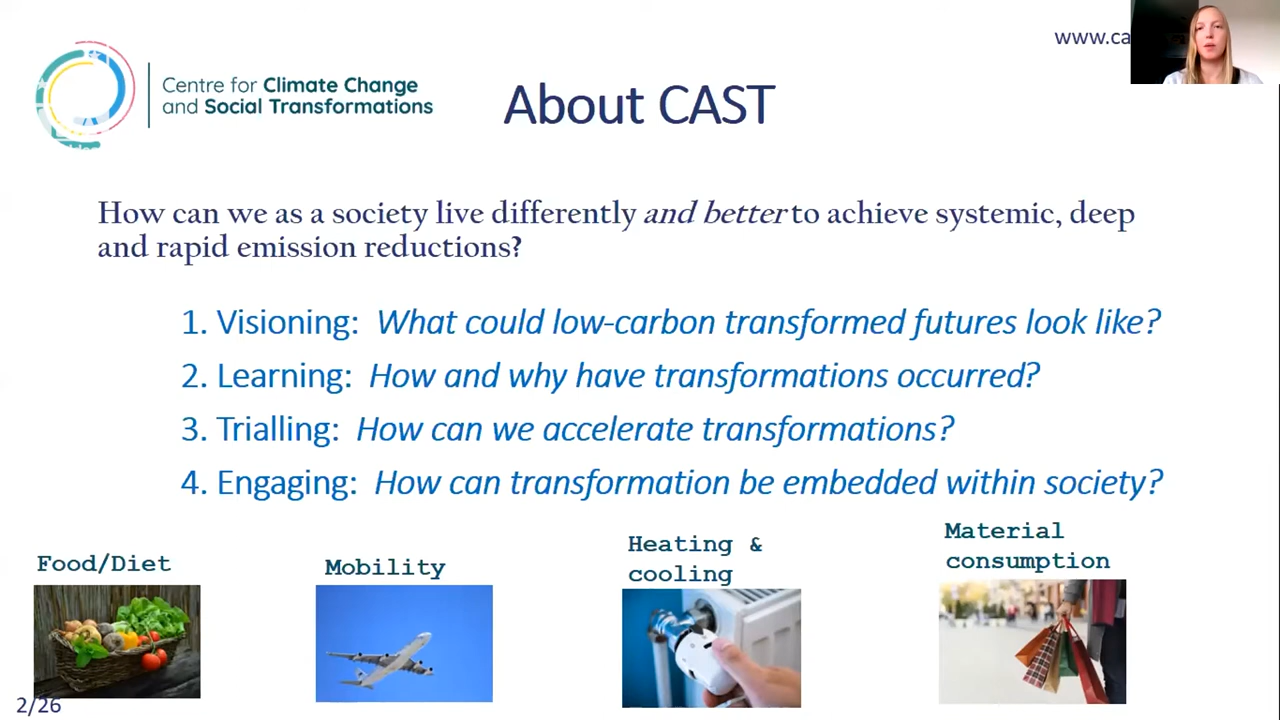 www.ca
Centre for Climate Change
and Social Transformations
About CAST
How can we as a society live differently and better to achieve systemic, deep
and rapid emission reductions?
1. Visioning: What could low-carbon transformed futures look like?
2. Learning: How and why have transformations occurred?
3. Trialling: How can we accelerate transformations?
4. Engaging: How can transformation be embedded within society?
Food/Diet
Mobility
Heating &
cooling
Material
consumption
2/26